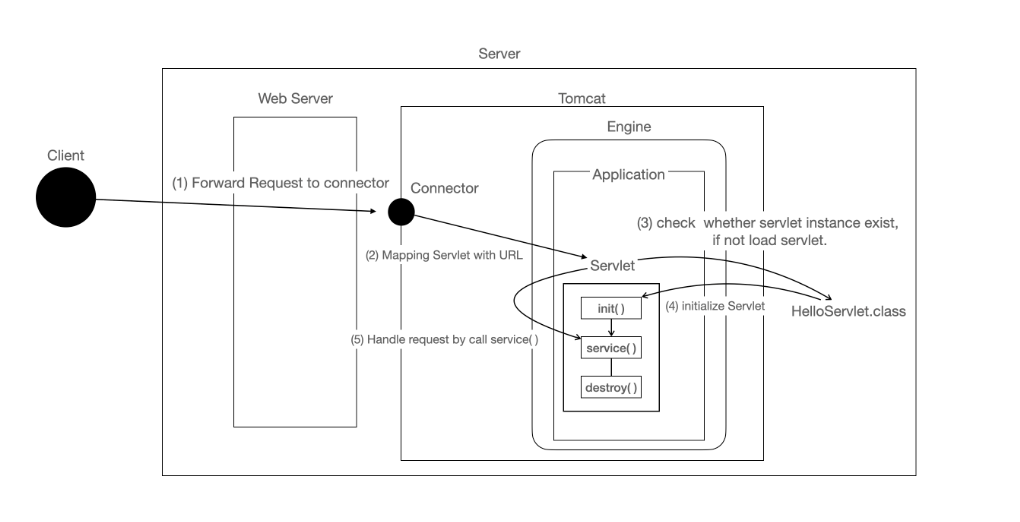 Server
Web Server
Tomcat
Engine
Client
Application
(1) Forward Request to connector
Connector
(3) check whether servlet instance exist,
if not load servlet.
(2) Mapping Servlet with URL
Servlet
init( )
(4) initialize Servlet
HelloServlet.class
(5) Handle request by call service( )
service( )
destroy( )